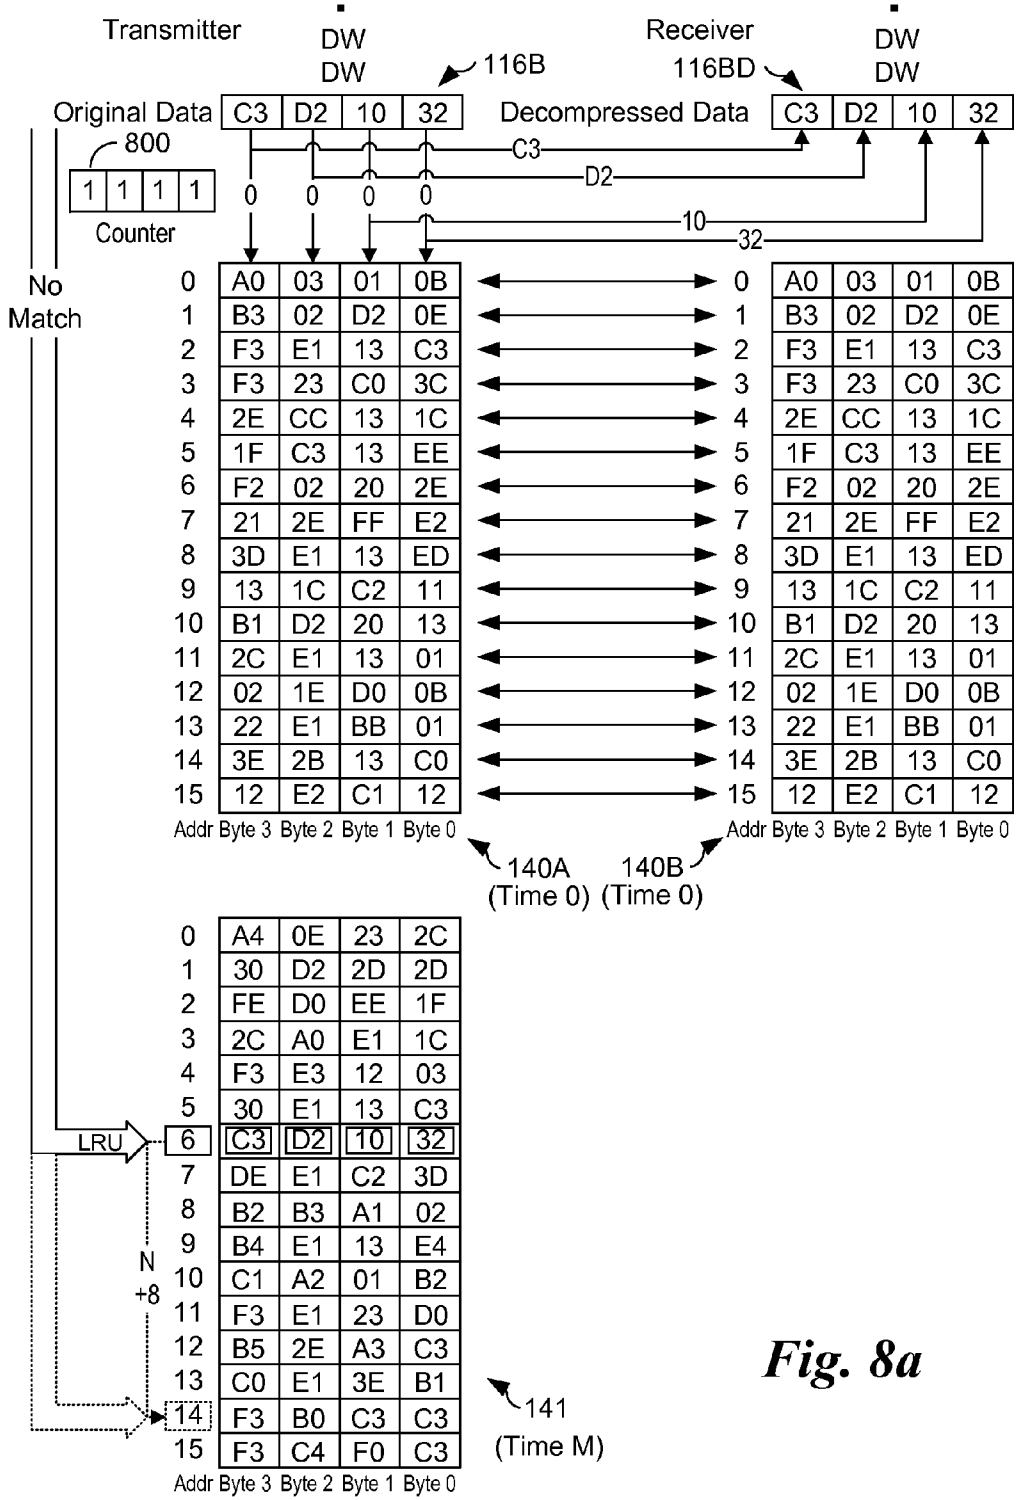 Transmitter Receiver
DW DW
DW DW
116B 116BD
Original Data C3 D2 10 32 Decompressed Data C3 D2 10 32
800 C3
1 1 1 1 D2
0 0 0 0
Counter 10
32
No
Match
0 A0 03 01 0B 0 A0 03 01 0B
1 B3 02 D2 0E 1 B3 02 D2 0E
2 F3 E1 13 C3 2 F3 E1 13 C3
3 F3 23 C0 3C 3 F3 23 C0 3C
4 2E CC 13 1C 4 2E CC 13 1C
5 1F C3 13 EE 5 1F C3 13 EE
6 F2 02 20 2E 6 F2 02 20 2E
7 21 2E FF E2 7 21 2E FF E2
8 3D E1 13 ED 8 3D E1 13 ED
9 13 1C C2 11 9 13 1C C2 11
10 B1 D2 20 13 10 B1 D2 20 13
11 2C E1 13 01 11 2C E1 13 01
12 02 1E D0 0B 12 02 1E D0 0B
13 22 E1 BB 01 13 22 E1 BB 01
14 3E 2B 13 C0 14 3E 2B 13 C0
15 12 E2 C1 12 15 12 E2 C1 12
Addr Byte 3 Byte 2 Byte 1 Byte 0 Addr Byte 3 Byte 2 Byte 1 Byte 0
140A 140B
(Time 0) (Time 0)
0 A4 0E 23 2C
1 30 D2 2D 2D
2 FE D0 EE 1F
3 2C A0 E1 1C
4 F3 E3 12 03
5 30 E1 13 C3
LRU 6 C3 D2 10 32
7 DE E1 C2 3D
8 B2 B3 A1 02
9 B4 E1 13 E4
N
+8
10 C1 A2 01 B2
11 F3 E1 23 D0
12 B5 2E A3 C3
13 C0 E1 3E B1
14 F3 B0 C3 C3
15 F3 C4 F0 C3
Addr Byte 3 Byte 2 Byte 1 Byte 0
141
(Time M)
Fig. 8a